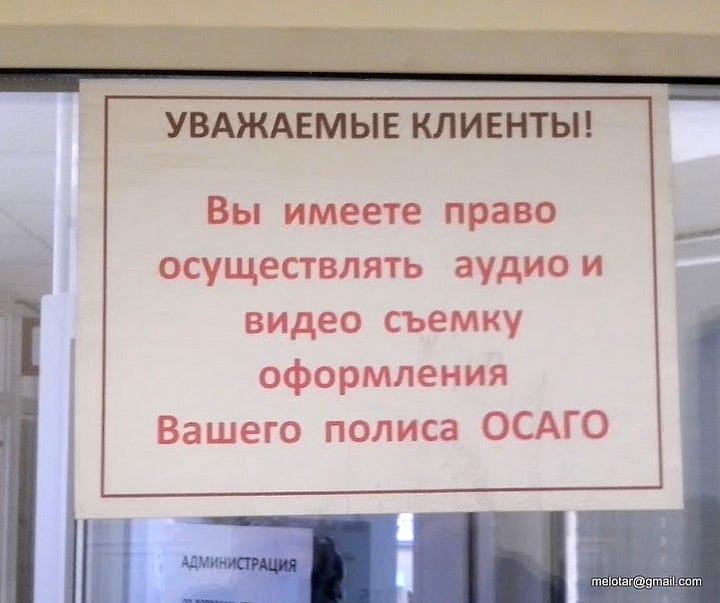 УВАЖАЕМЫЕ КЛИЕНТЫ!
Вы имеете право
осуществлять аудио и
видео съемку
оформления
Вашего полиса ОСАГО
АДМИНИСТРАЦИЯ
melotar@gmail.com